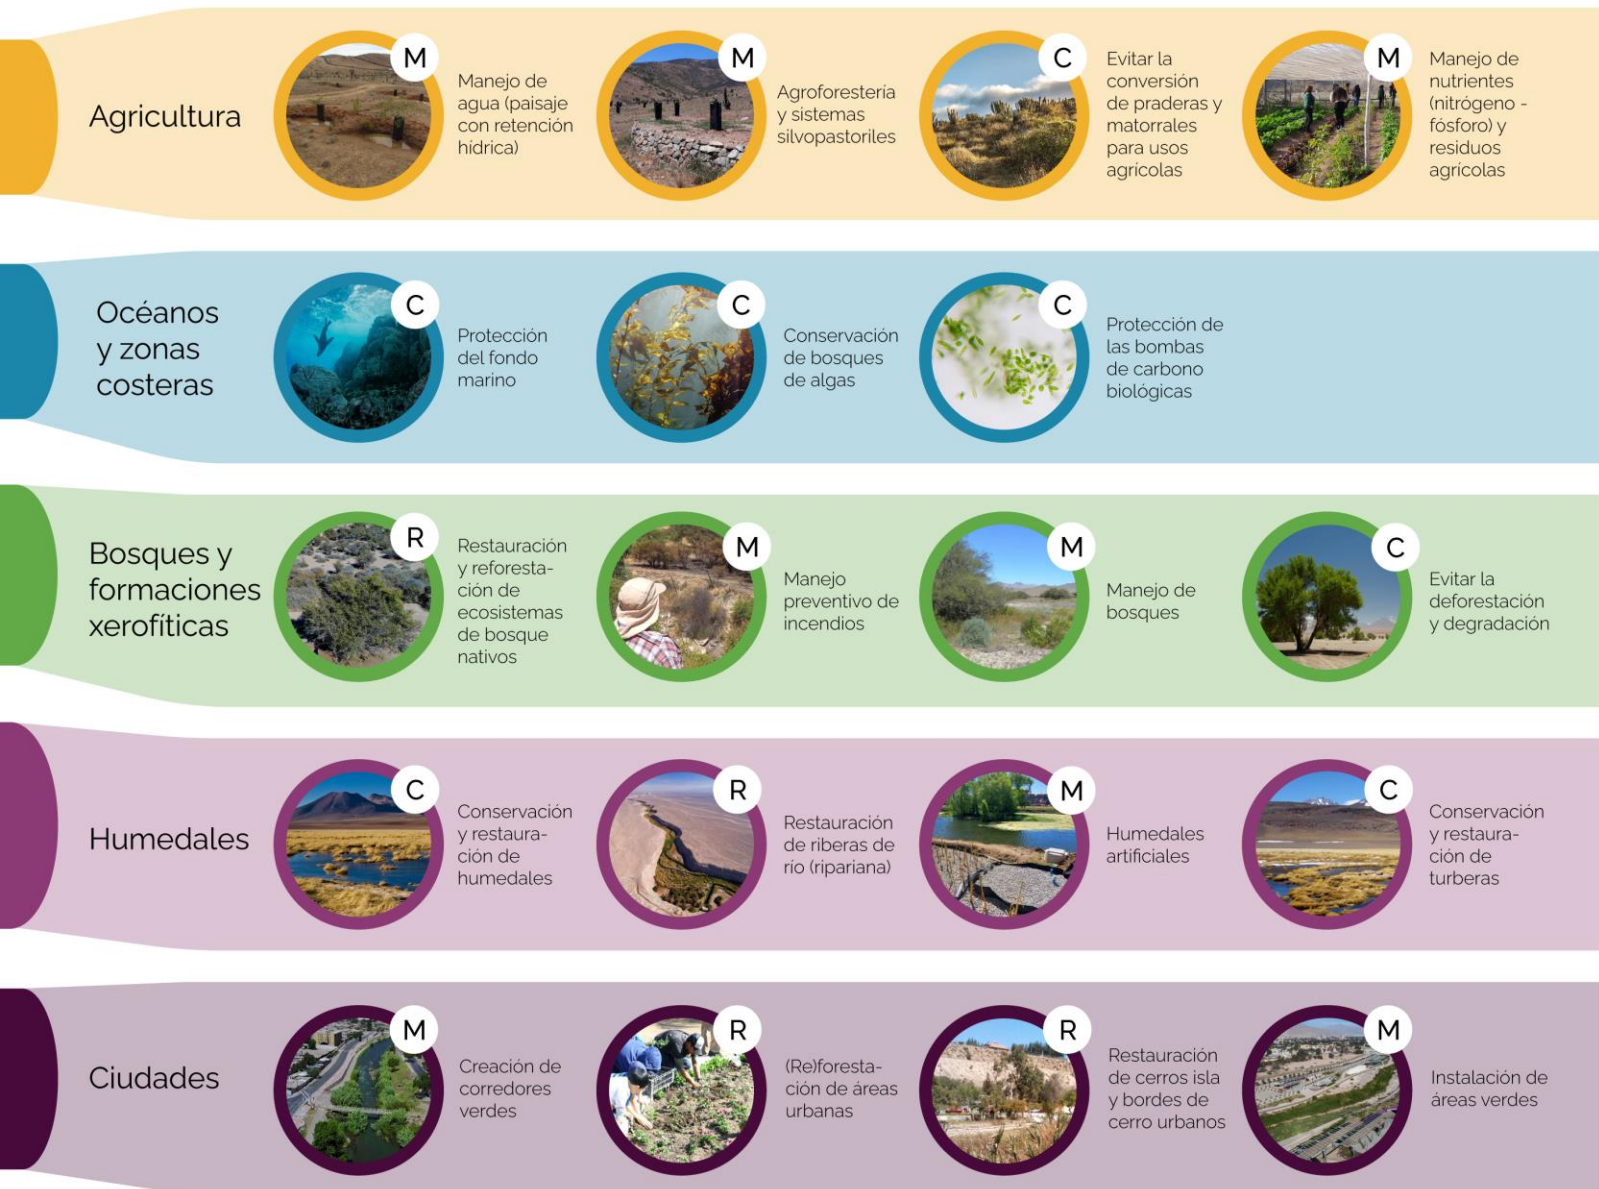 Agricultura
M
Manejo de
agua (paisaje
con retención
hídrica)
M
Agroforestería
y sistemas
silvopastoriles
C
Evitar la
conversión
de praderas y
matorrales
para usos
agrícolas
M
Manejo de
nutrientes
(nitrógeno -
fósforo) y
residuos
agrícolas
Océanos
y zonas
costeras
C
Protección
del fondo
marino
C
Conservación
de bosques
de algas
C
Protección de
las bombas
de carbono
biológicas
Bosques y
formaciones
xerofíticas
R
Restauración
y reforesta-
ción de
ecosistemas
de bosque
nativos
M
Manejo
preventivo de
incendios
M
Manejo de
bosques
C
Evitar la
deforestación
y degradación
Humedales
C
Conservación
y restaura-
ción de
humedales
R
Restauración
de riberas de
río (ripariana)
M
Humedales
artificiales
C
Conservación
y restaura-
ción de
turberas
Ciudades
M
Creación de
corredores
verdes
R
(Re)foresta-
ción de áreas
urbanas
R
Restauración
de cerros isla
y bordes de
cerro urbanos
M
Instalación de
áreas verdes